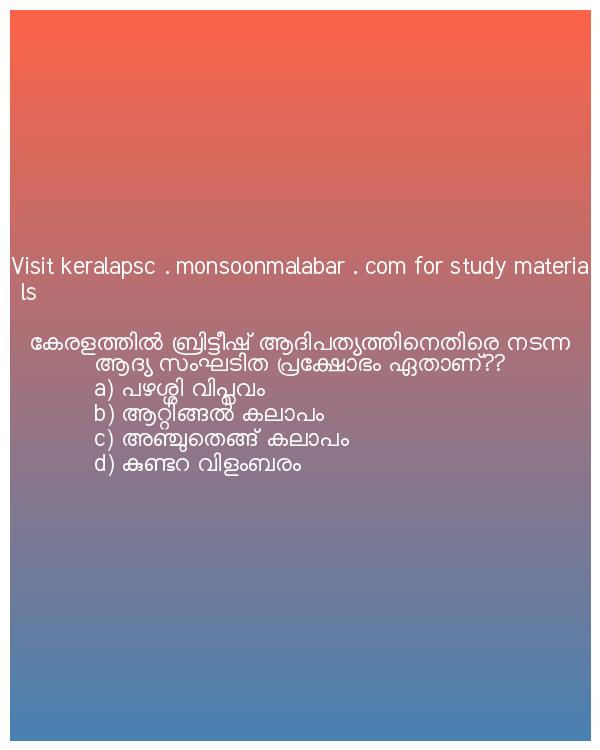 Visit keralapsc . monsoonmalabar . com for study materia
ls
കേരളത്തിൽ ബ്രിട്ടീഷ് ആദിപത്യത്തിനെതിരെ നടന്ന
ആദ്യ സംഘടിത പ്രക്ഷോഭം ഏതാണ്??
a) പഴശ്ശി വിപ്ലവം
b) ആറ്റിങ്ങൽ കലാപം
c) അഞ്ചുതെങ്ങ് കലാപം
d) കുണ്ടറ വിളംബരം